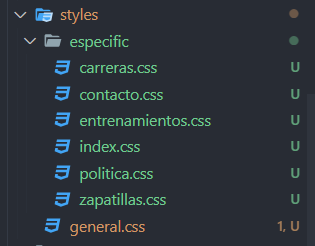 styles
especific
carreras.css U
contacto.css U
entrenamientos.css U
index.css U
politica.css U
zapatillas.css U
general.css 1, U